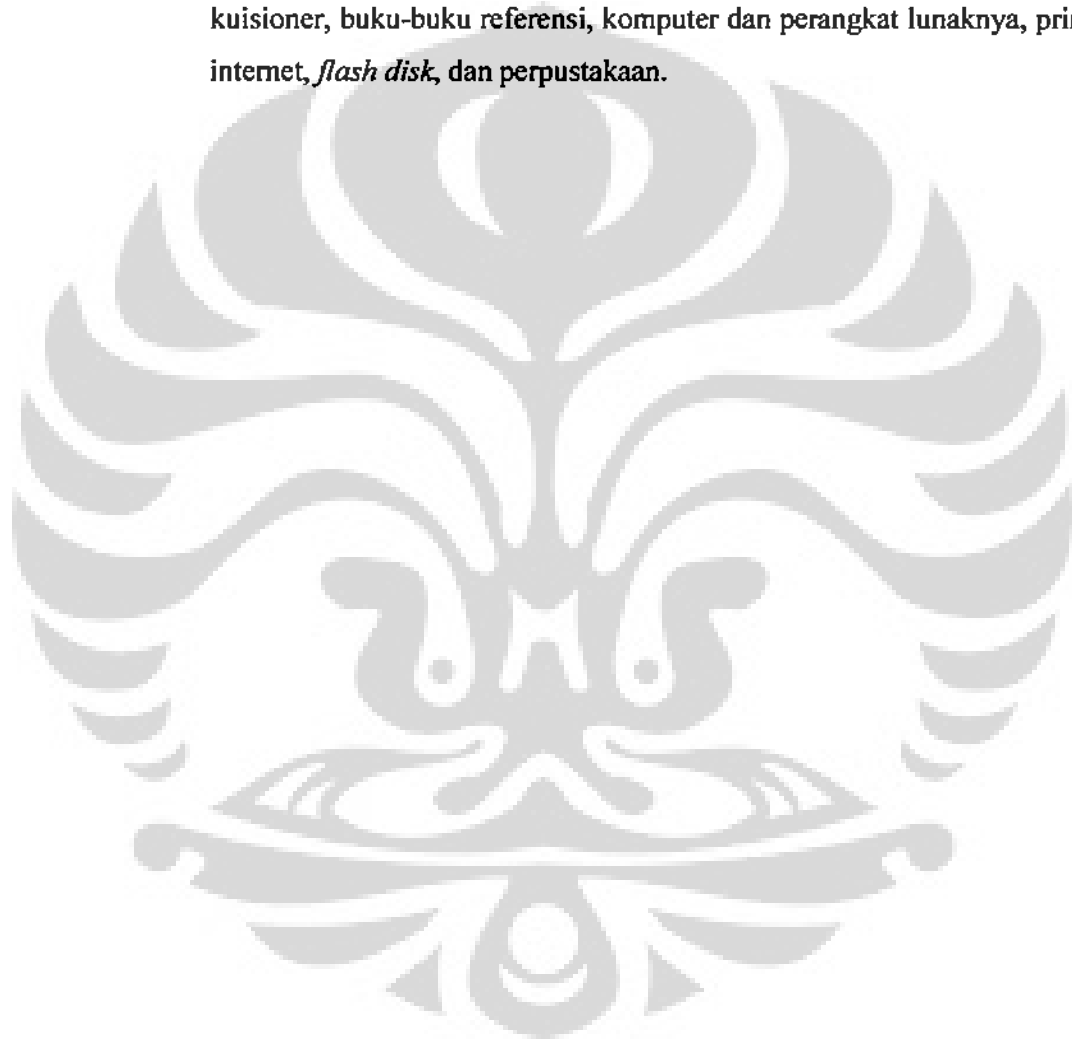 kuisioner, buku-buku referensi, komputer dan perangkat lunaknya,
internet, flash disk, dan perpustakaan.